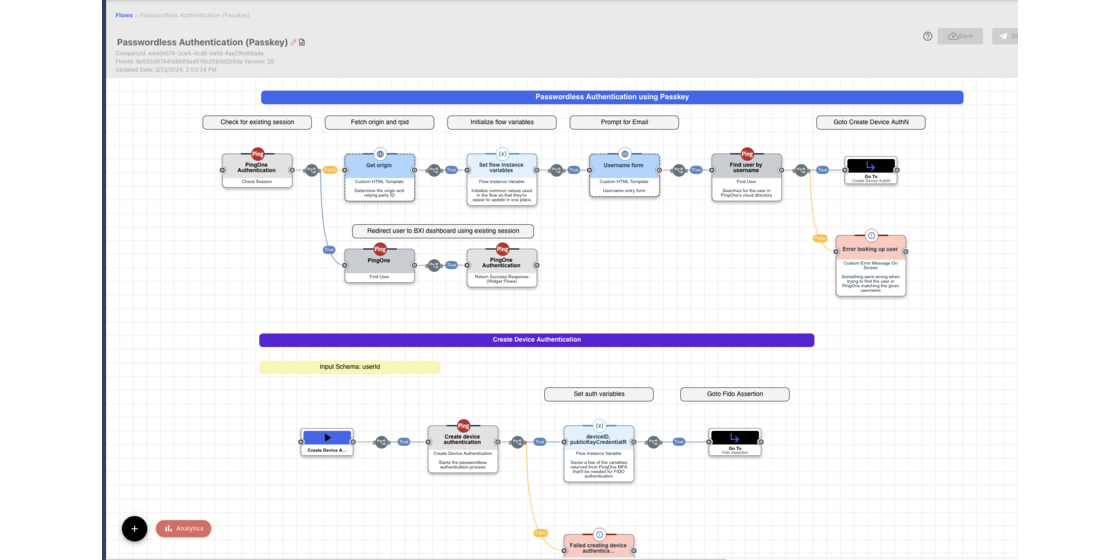 Flows > Passwordless Authentication (Passkey)
Passwordless Authentication (Passkey)
Updated Date: 2/22/2024, 2:03:34 PM
Save
Passwordless Authentication using Passkey
Check for existing session
Fetch origin and rpid
Initialize flow variables
Prompt for Email
Goto Create Device AuthN
Ping
PingOne
Authentication
Check Session
False
Get origin
Custom HTML Template
Determine the origin and
relying party ID
True
Set flow instance
variables
Flow Instance Variable
Initialize common values used
in the flow so that they're
easier to update in one place
True
Username form
Custom HTML Template
Username entry form
True
Ping
Find user by
username
Find User
Searches for the user in
PingOne's cloud directory
True
Go To
Create Device AuthN
Redirect user to BXI dashboard using existing session
False
True
Ping
PingOne
Find User
True
Ping
PingOne
Authentication
Return Success Response
(Widget Flows)
Error looking up user
Custom Error Message On
Screen
Something went wrong
when trying to find the user in
PingOne matching the given
username
Create Device Authentication
Input Schema: userId
Set auth variables
Goto Fido Assertion
Create Device A...
True
Ping
Create device
authentication
Create Device Authentication
Starts the passwordless
authentication process
True
deviceID,
publicKeyCredentialR
Flow Instance Variable
Saves a few of the variables
returned from PingOne MFA
that'll be needed for FIDO
authentication
True
Go To
Fido Assertion
Analytics
False
Failed creating device
authentica...